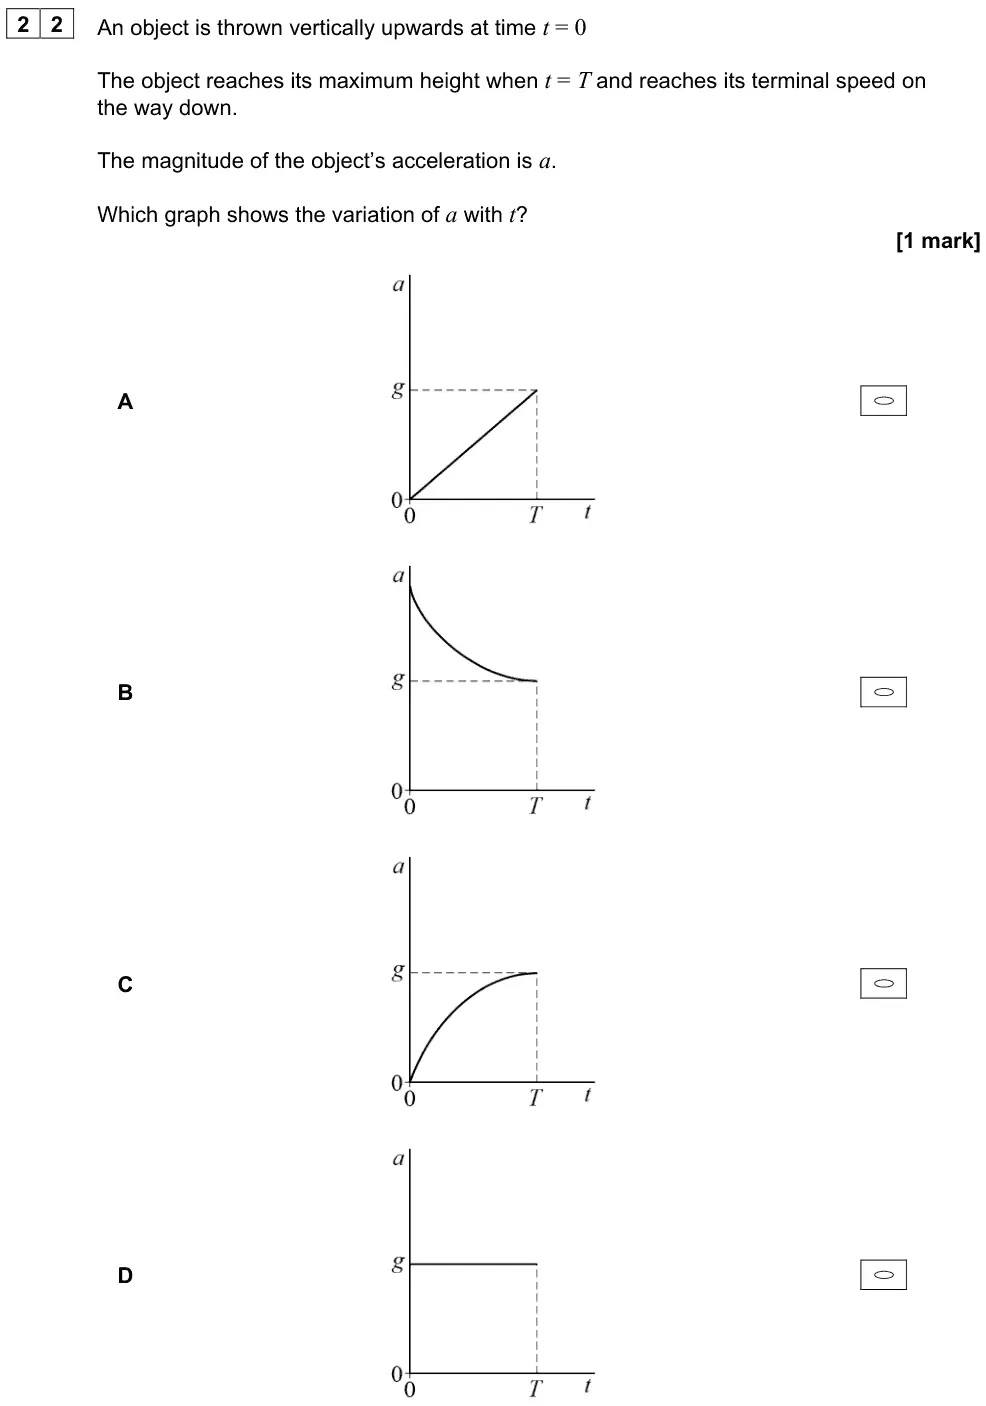 2 2 An object is thrown vertically upwards at time t = 0
The object reaches its maximum height when t = T and reaches its terminal speed on
the way down.
The magnitude of the object's acceleration is a.
Which graph shows the variation of a with t?
[1 mark]
a
g
A
0
0 T t
a
g
B
0
0 T t
a
g
C
0
0 T t
a
g
D
0
0 T t